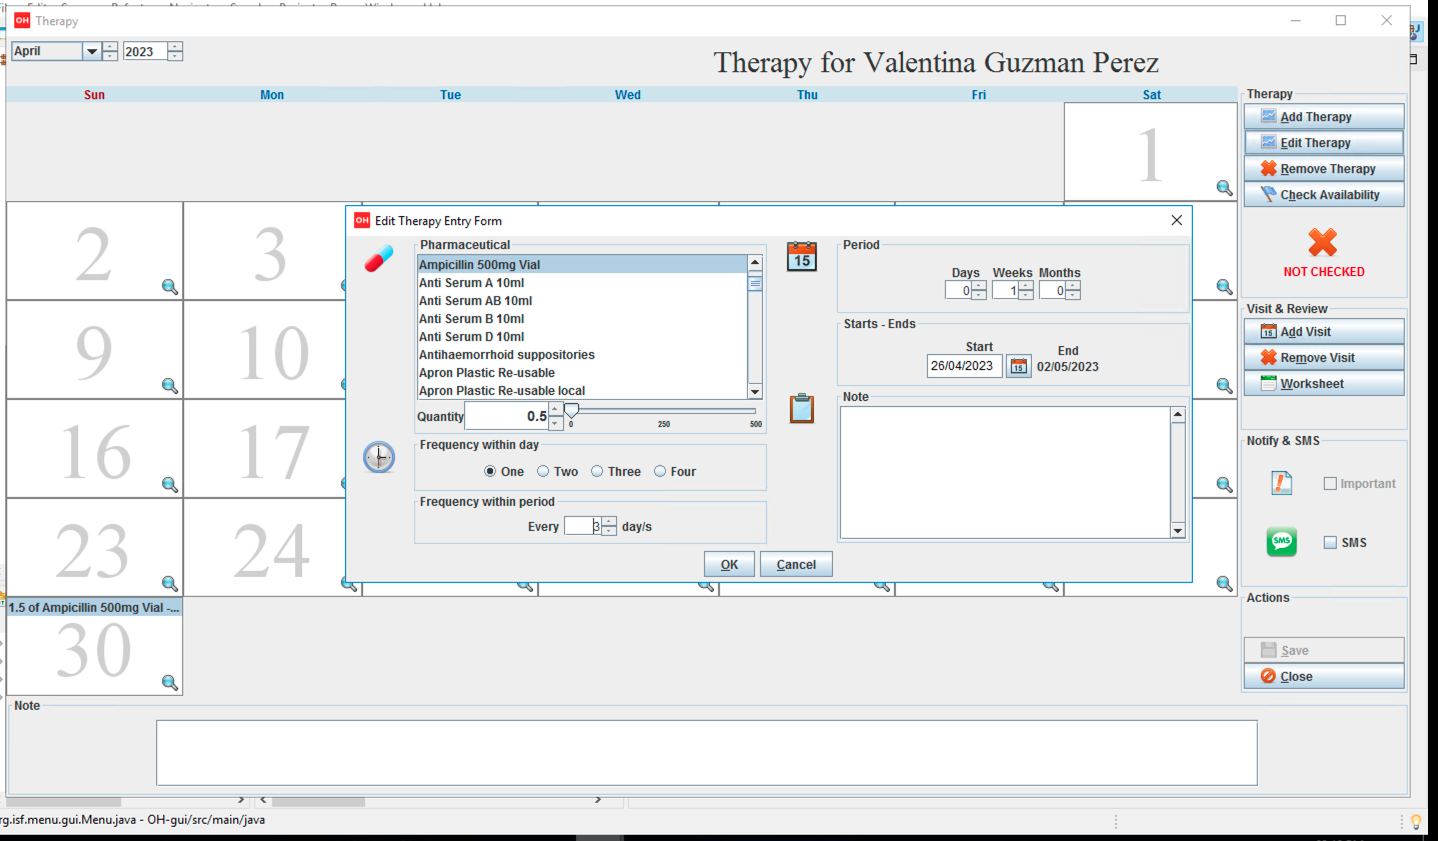 OH Therapy
April 2023
Therapy for Valentina Guzman Perez
Sun Mon Tue Wed Thu Fri Sat
1
2 3
9 10
16 17
23 24
1.5 of Ampicillin 500mg Vial -...
30
Note
OH Edit Therapy Entry Form
Pharmaceutical
Ampicillin 500mg Vial
Anti Serum A 10ml
Anti Serum AB 10ml
Anti Serum B 10ml
Anti Serum D 10ml
Antihaemorrhoid suppositories
Apron Plastic Re-usable
Apron Plastic Re-usable local
Quantity 0.5
0 250 500
Frequency within day
One Two Three Four
Frequency within period
Every 3 day/s
15
Period
Days Weeks Months
0 1 0
Starts - Ends
Start End
26/04/2023 15 02/05/2023
Note
OK Cancel
Therapy
Add Therapy
Edit Therapy
Remove Therapy
Check Availability
NOT CHECKED
Visit & Review
15 Add Visit
Remove Visit
Worksheet
Notify & SMS
Important
SMS SMS
Actions
Save
Close
rg.isf.menu.gui.Menu.java - OH-gui/src/main/java